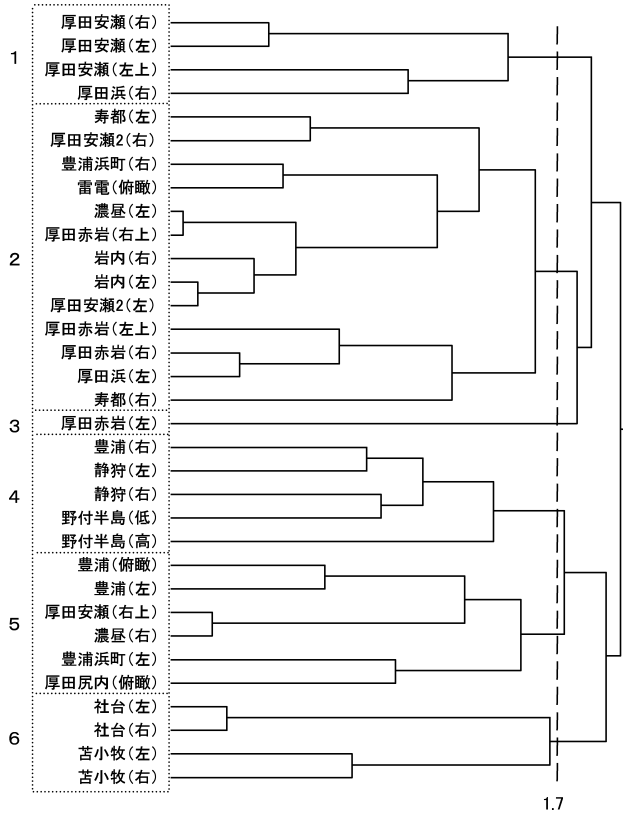 1
厚田安瀬(右)
厚田安瀬(左)
厚田安瀬(左上)
厚田浜(右)
2
寿都(左)
厚田安瀬2(右)
豊浦浜町(右)
雷電(俯瞰)
濃昼(左)
厚田赤岩(右上)
岩内(右)
岩内(左)
厚田安瀬2(左)
厚田赤岩(左上)
厚田赤岩(右)
厚田浜(左)
寿都(右)
3
厚田赤岩(左)
4
豊浦(右)
静狩(左)
静狩(右)
野付半島(低)
野付半島(高)
5
豊浦(俯瞰)
豊浦(左)
厚田安瀬(右上)
濃昼(右)
豊浦浜町(左)
厚田尻内(俯瞰)
6
社台(左)
社台(右)
苫小牧(左)
苫小牧(右)
1.7